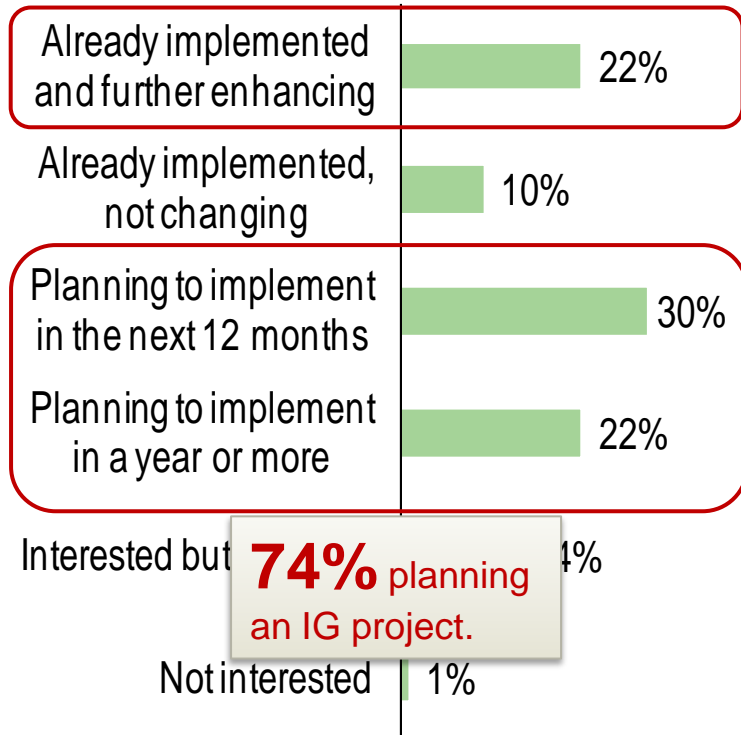 Already implemented
and further enhancing
22%
Already implemented,
not changing
10%
Planning to implement
in the next 12 months
30%
Planning to implement
in a year or more
22%
Interested but
4%
74% planning
an IG project.
Not interested
1%